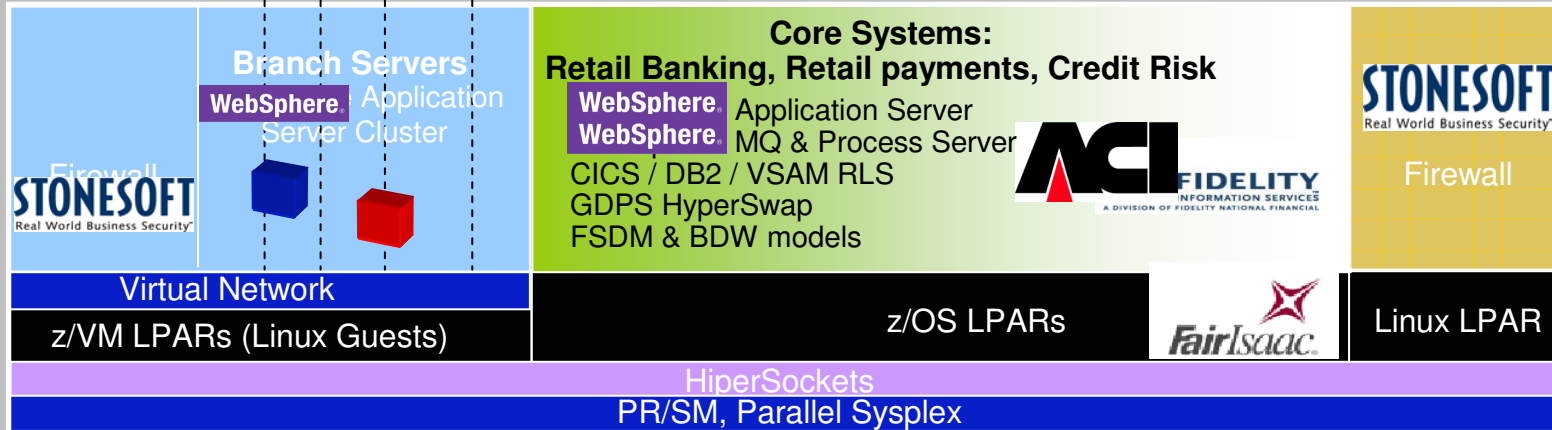 Firewall
STONESOFT
Real World Business Security
Branch Servers
WebSphere. Application
Server Cluster
Core Systems:
Retail Banking, Retail payments, Credit Risk
WebSphere. Application Server
WebSphere. MQ & Process Server
CICS / DB2 / VSAM RLS
GDPS HyperSwap
FSDM & BDW models
ACI
FIDELITY
INFORMATION SERVICES
A DIVISION OF FIDELITY NATIONAL FINANCIAL
STONESOFT
Real World Business Security
Firewall
Virtual Network
z/VM LPARs (Linux Guests)
z/OS LPARs
FairIsaac
Linux LPAR
HiperSockets
PR/SM, Parallel Sysplex